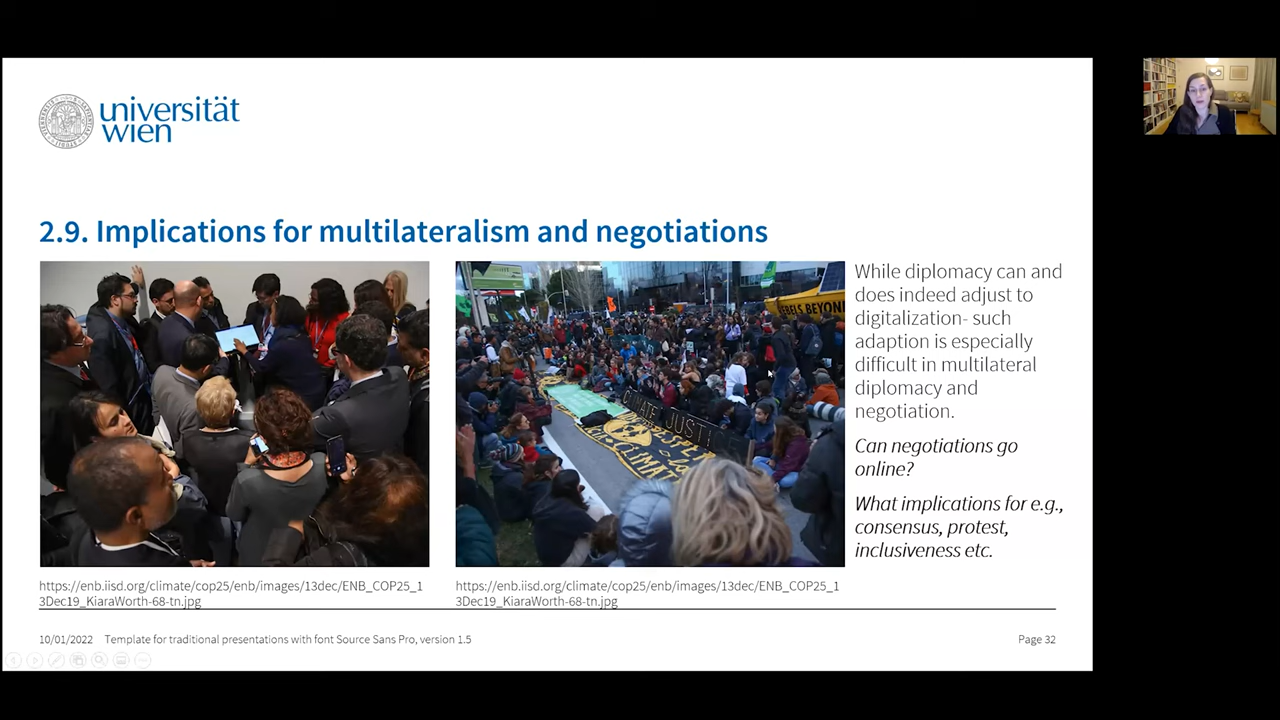 universität
wien
2.9. Implications for multilateralism and negotiations
REBELS BEYOND
CLIMATE JUSTICE
CLIMATE
While diplomacy can and
does indeed adjust to
digitalization- such
adaption is especially
difficult in multilateral
diplomacy and
negotiation.
Can negotiations go
online?
What implications for e.g.,
consensus, protest,
inclusiveness etc.
https://enb.iisd.org/climate/cop25/enb/images/13dec/ENB_COP25_1
3Dec19_KiaraWorth-68-tn.jpg
https://enb.iisd.org/climate/cop25/enb/images/13dec/ENB_COP25_1
3Dec19_KiaraWorth-68-tn.jpg
10/01/2022 Template for traditional presentations with font Source Sans Pro, version 1.5
Page 32